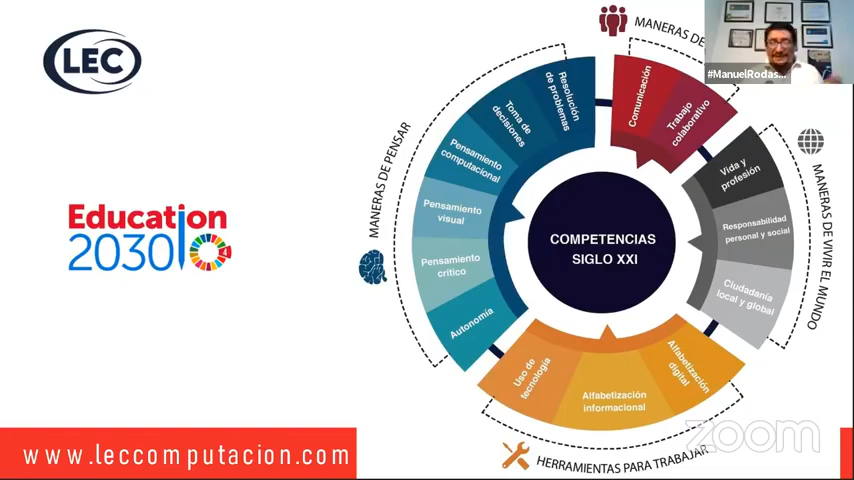 LEC
Education
2030
4
www.leccomputacion.com
COMPETENCIAS
SIGLO XXI
MANERAS DE PENSAR
Resolución
de problemas
Toma de
decisiones
Pensamiento
computacional
Pensamiento
visual
Pensamiento
crítico
Autonomía
MANERAS DE
Comunicación
Trabajo
colaborativo
MANERAS DE VIVIR EL MUNDO
Vida y
profesión
Responsabilidad
personal y social
Ciudadanía
local y global
HERRAMIENTAS PARA TRABAJAR
Uso de
tecnología
Alfabetización
informacional
Alfabetización
digital
#ManuelRodas...
zoom